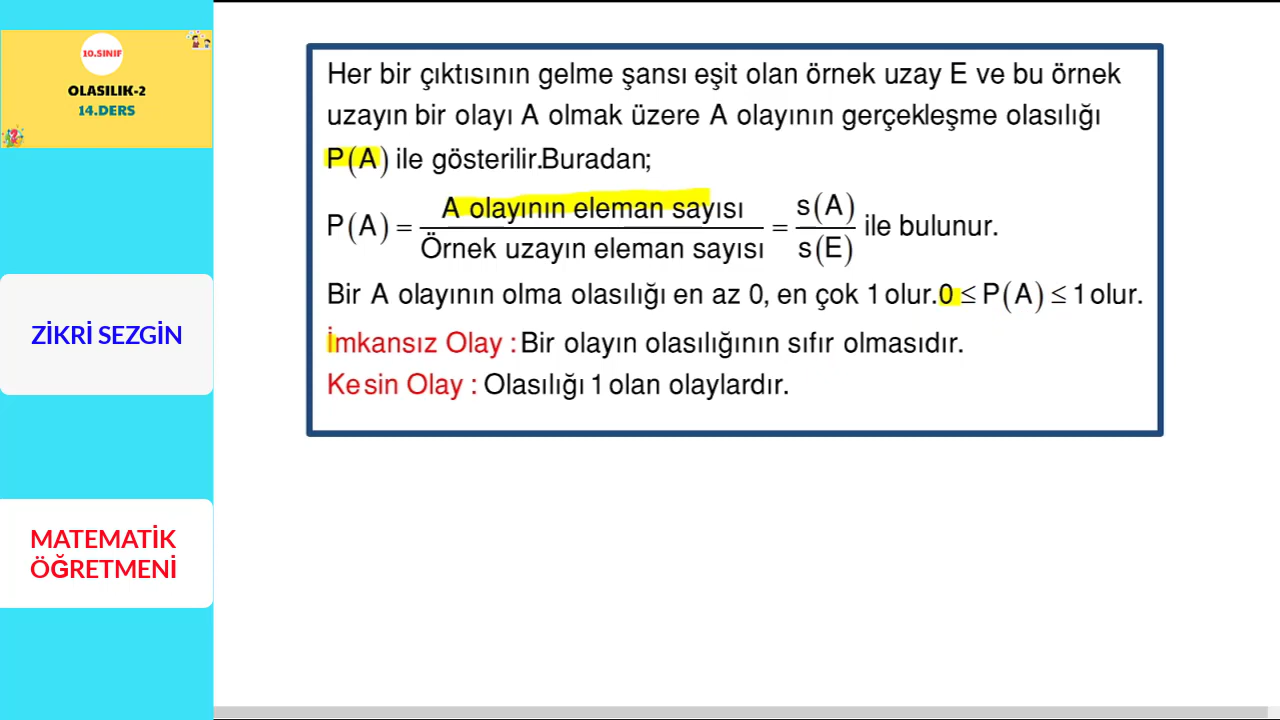 10.SINIF
OLASILIK-2
14.DERS
ZİKRİ SEZGİN
MATEMATİK
ÖĞRETMENİ
Her bir çıktısının gelme şansı eşit olan örnek uzay E ve bu örnek
uzayın bir olayı A olmak üzere A olayının gerçekleşme olasılığı
P(A) ile gösterilir.Buradan;
P(A) = A olayının eleman sayısı / Örnek uzayın eleman sayısı = s(A) / s(E) ile bulunur.
Bir A olayının olma olasılığı en az 0, en çok 1 olur.0 ≤ P(A) ≤ 1 olur.
İmkansız Olay : Bir olayın olasılığının sıfır olmasıdır.
Kesin Olay : Olasılığı 1 olan olaylardır.